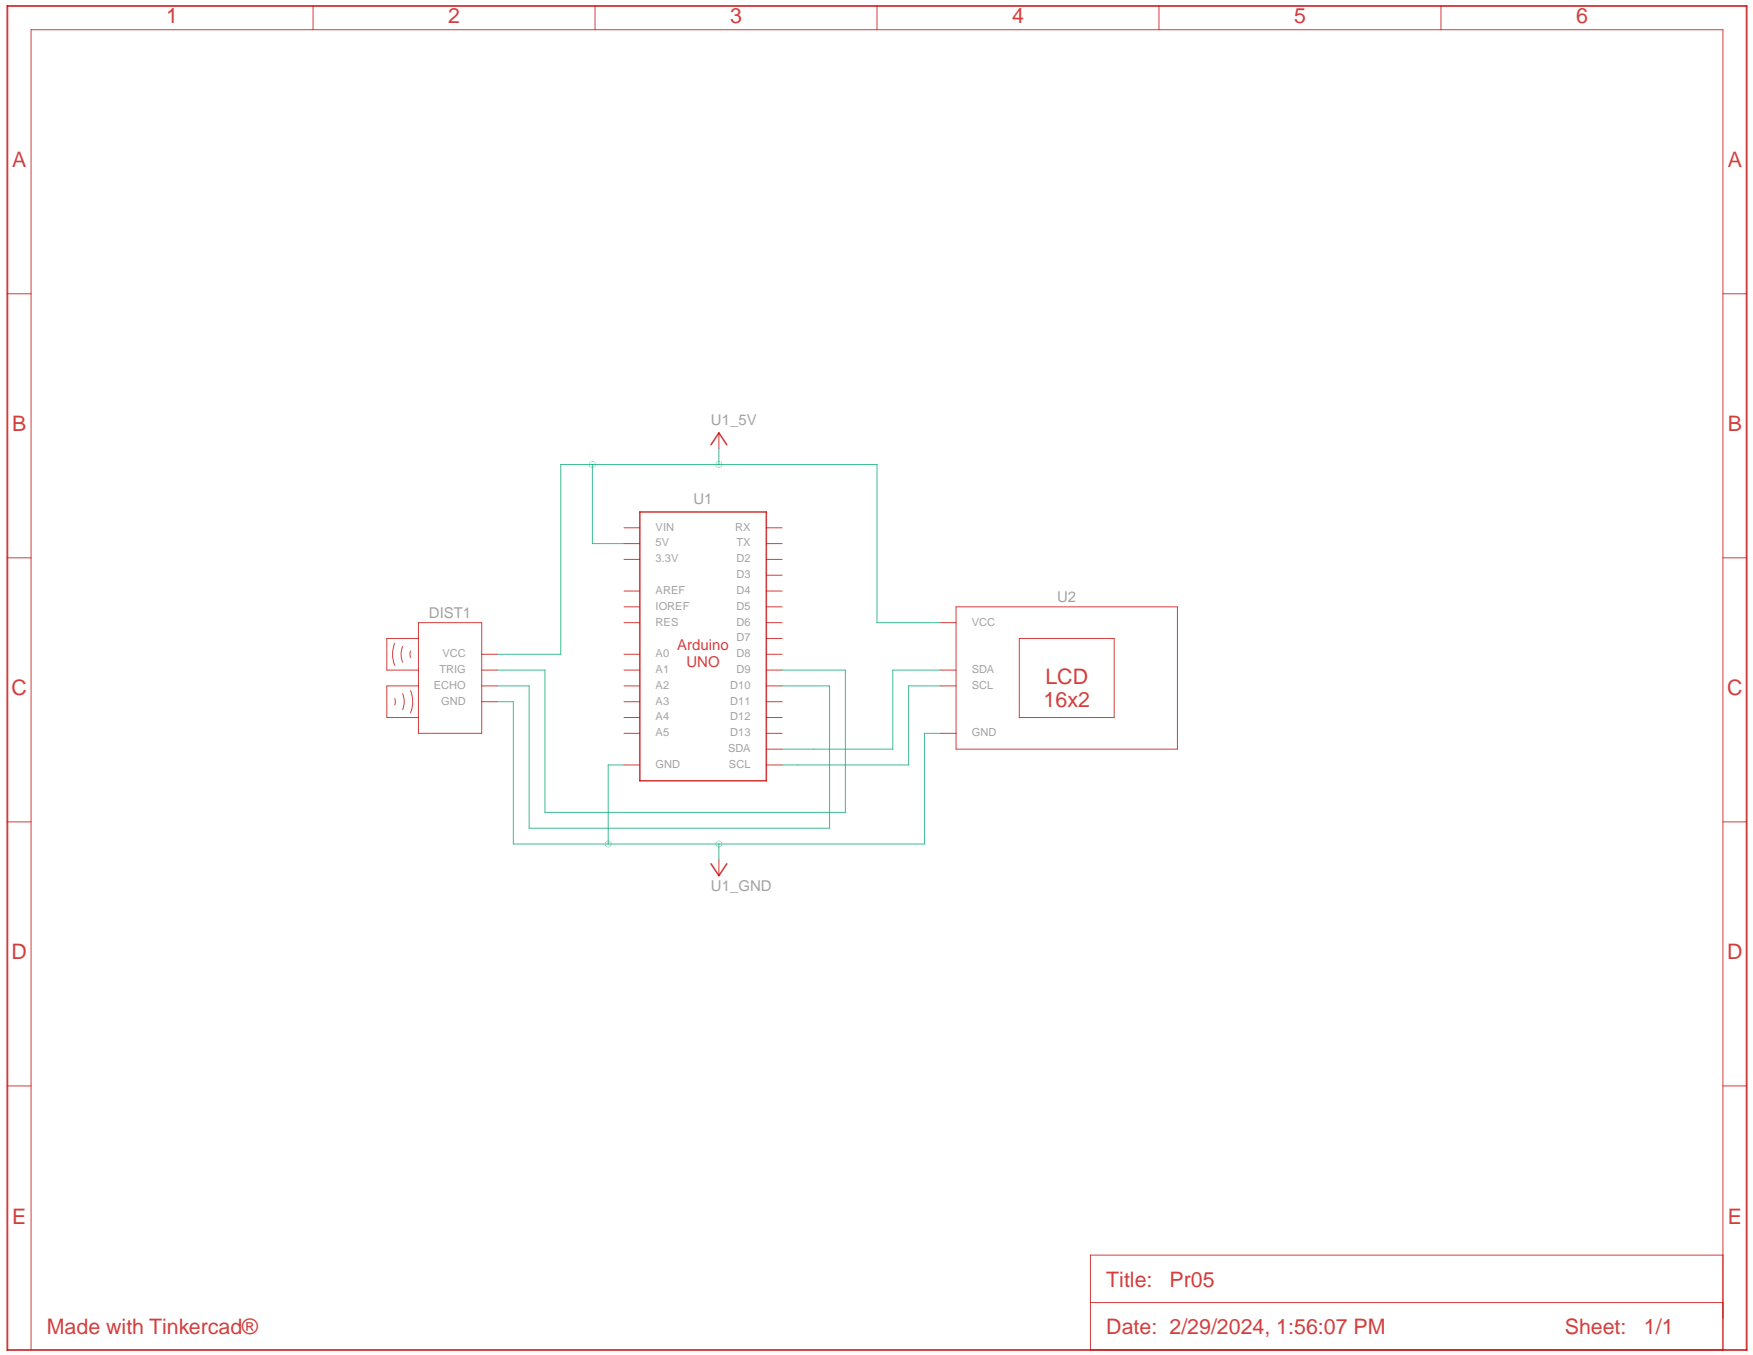 1 2 3 4 5 6
A A
B B
U1_5V
U1
VIN RX
5V TX
3.3V D2
D3
AREF D4
IOREF D5
RES D6
D7
A0 D8
A1 D9
A2 D10
A3 D11
A4 D12
A5 D13
SDA
GND SCL
Arduino
UNO
DIST1
VCC
TRIG
ECHO
GND
U2
VCC
SDA
SCL
GND
LCD
16x2
C C
U1_GND
D D
E E
Title: Pr05
Made with Tinkercad®
Date: 2/29/2024, 1:56:07 PM Sheet: 1/1